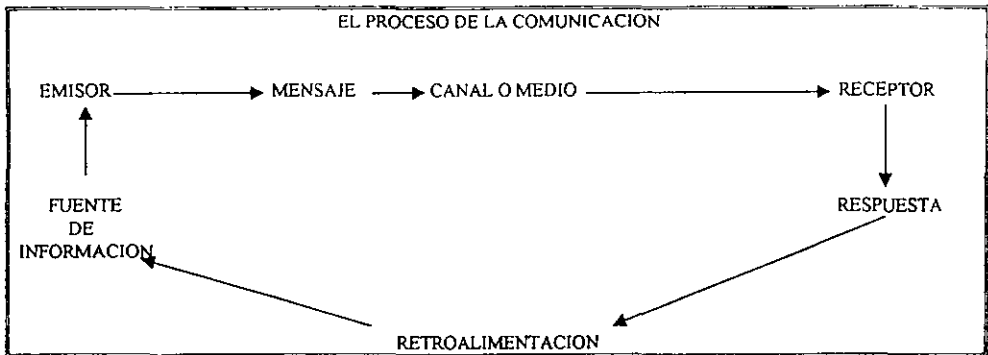 EL PROCESO DE LA COMUNICACION
EMISOR MENSAJE CANAL O MEDIO RECEPTOR
FUENTE
DE
INFORMACION
RESPUESTA
RETROALIMENTACION